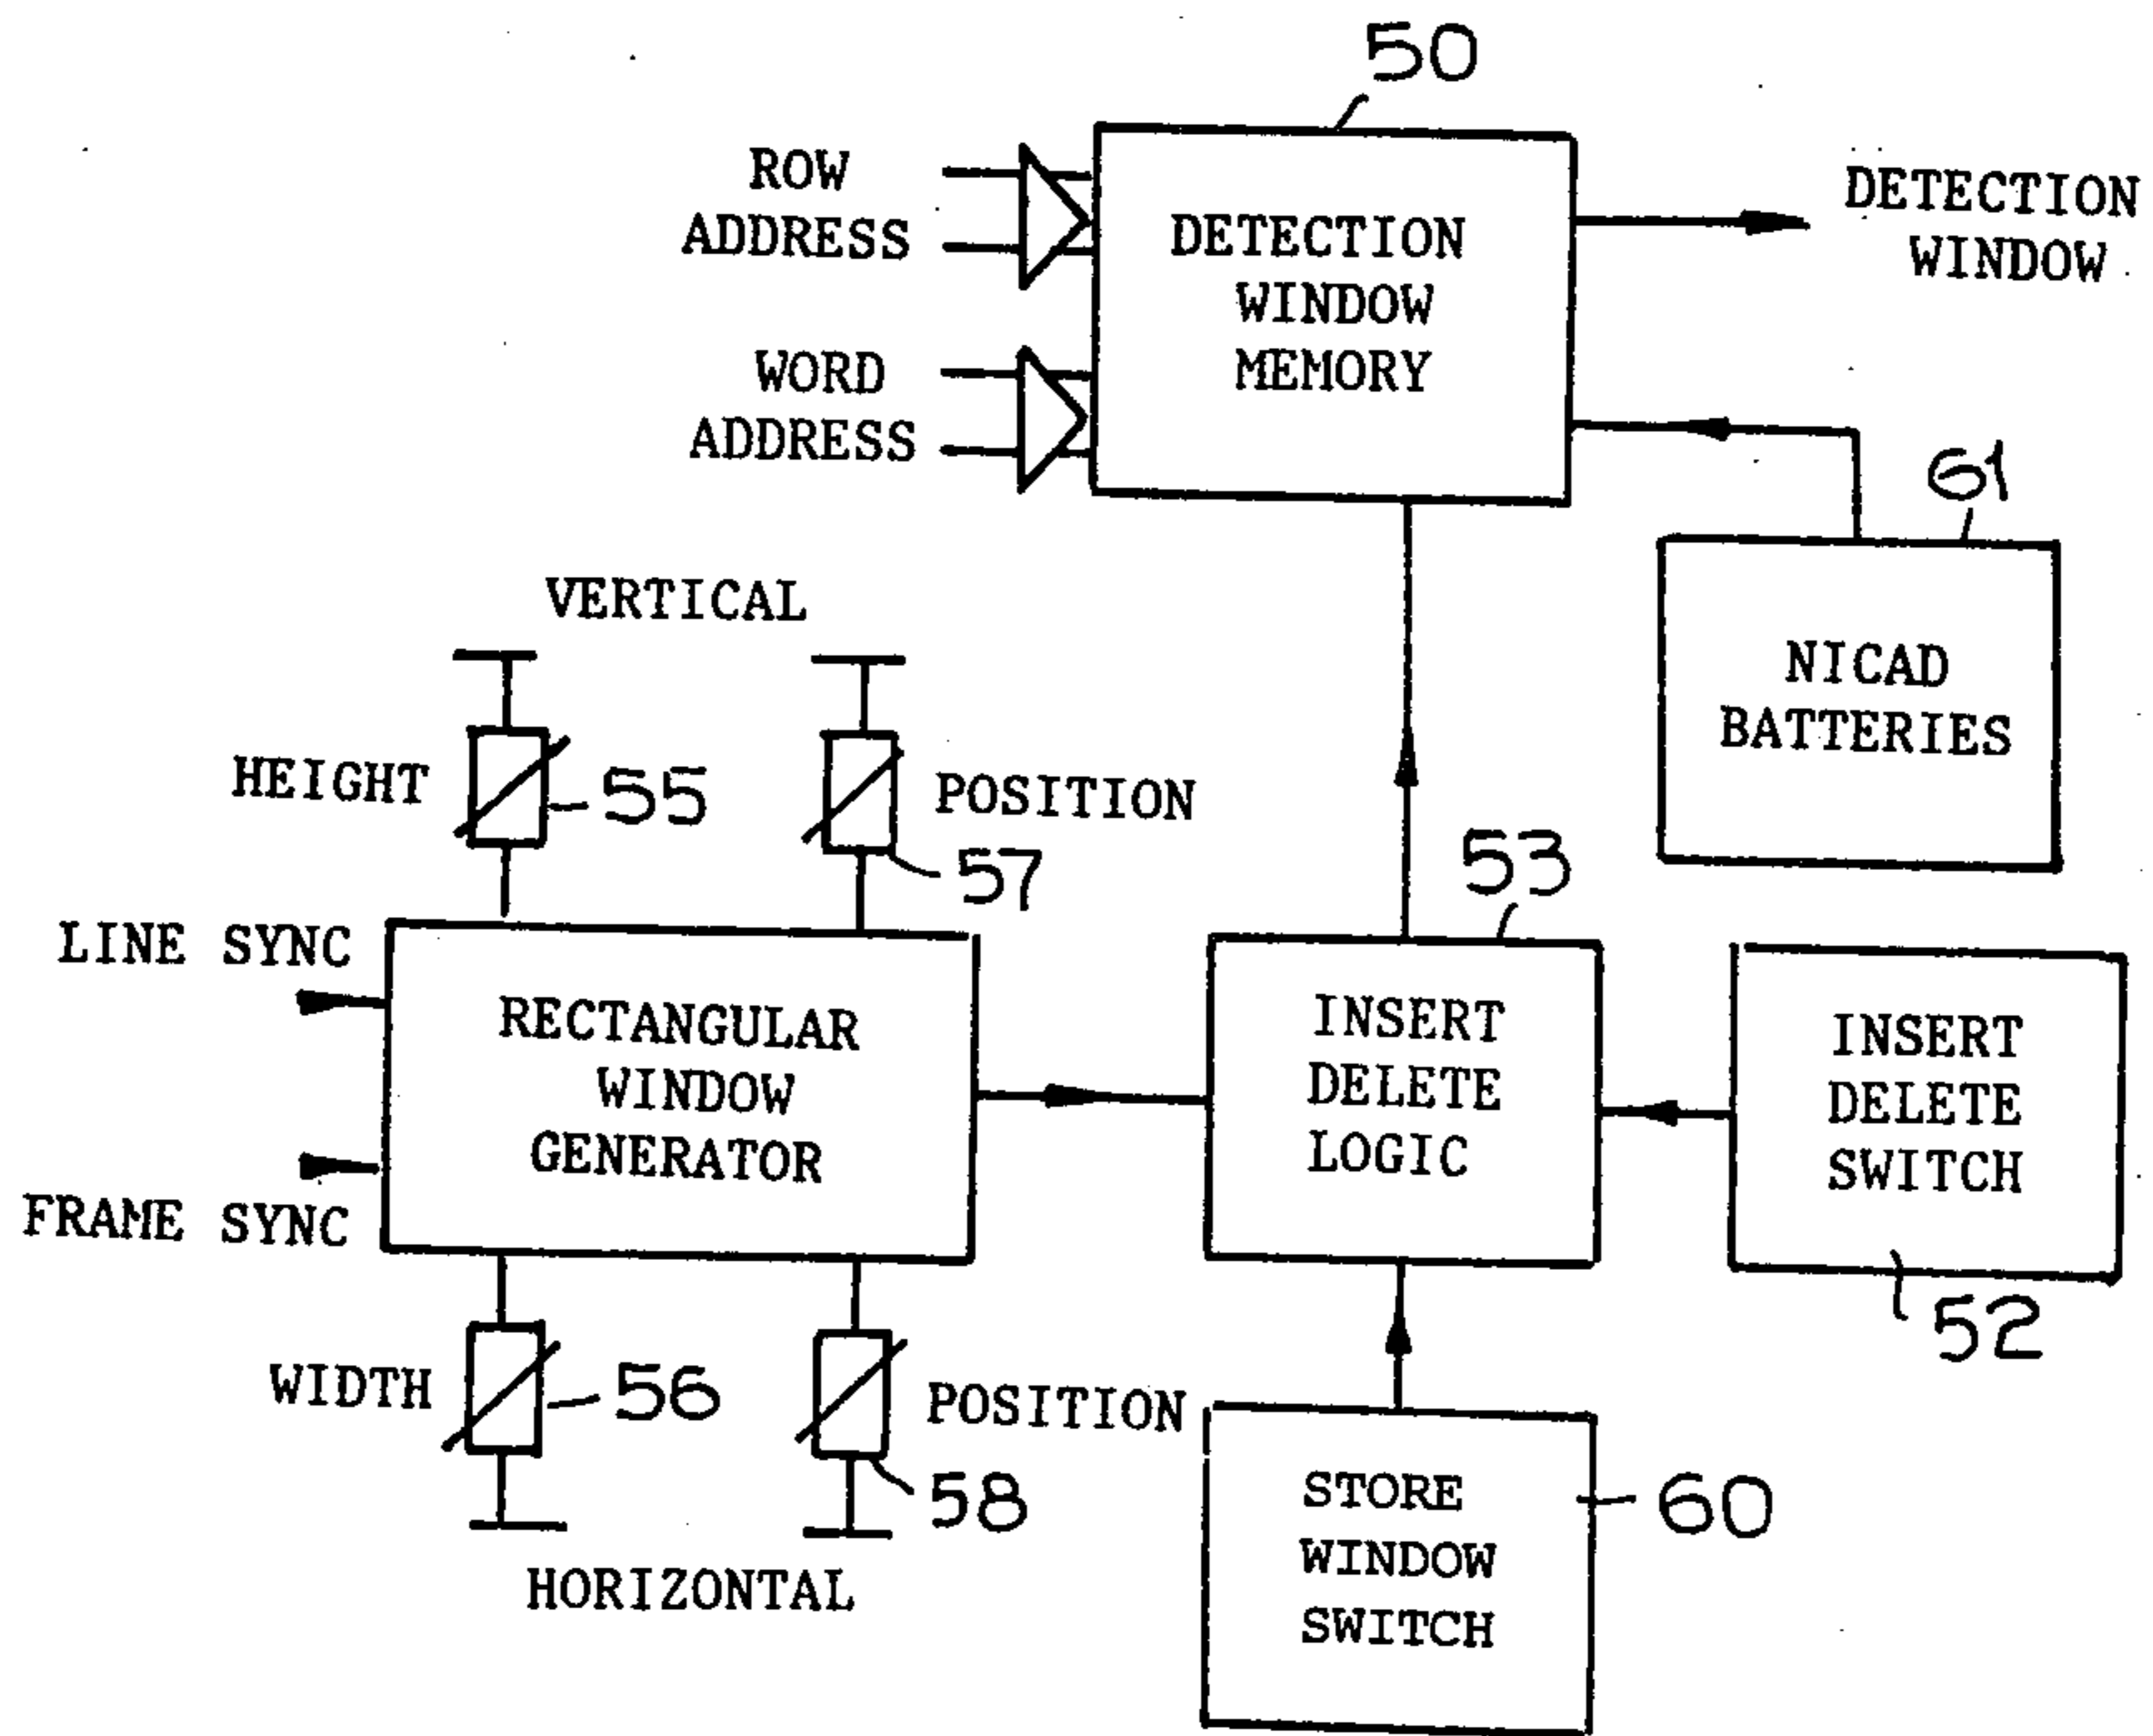 50
ROW
ADDRESS
DETECTION
WINDOW
MEMORY
DETECTION
WINDOW
WORD
ADDRESS
61
NICAD
BATTERIES
VERTICAL
HEIGHT
55
POSITION
57
53
LINE SYNC
RECTANGULAR
WINDOW
GENERATOR
FRAME SYNC
INSERT
DELETE
LOGIC
INSERT
DELETE
SWITCH
52
WIDTH
56
POSITION
58
HORIZONTAL
STORE
WINDOW
SWITCH
60